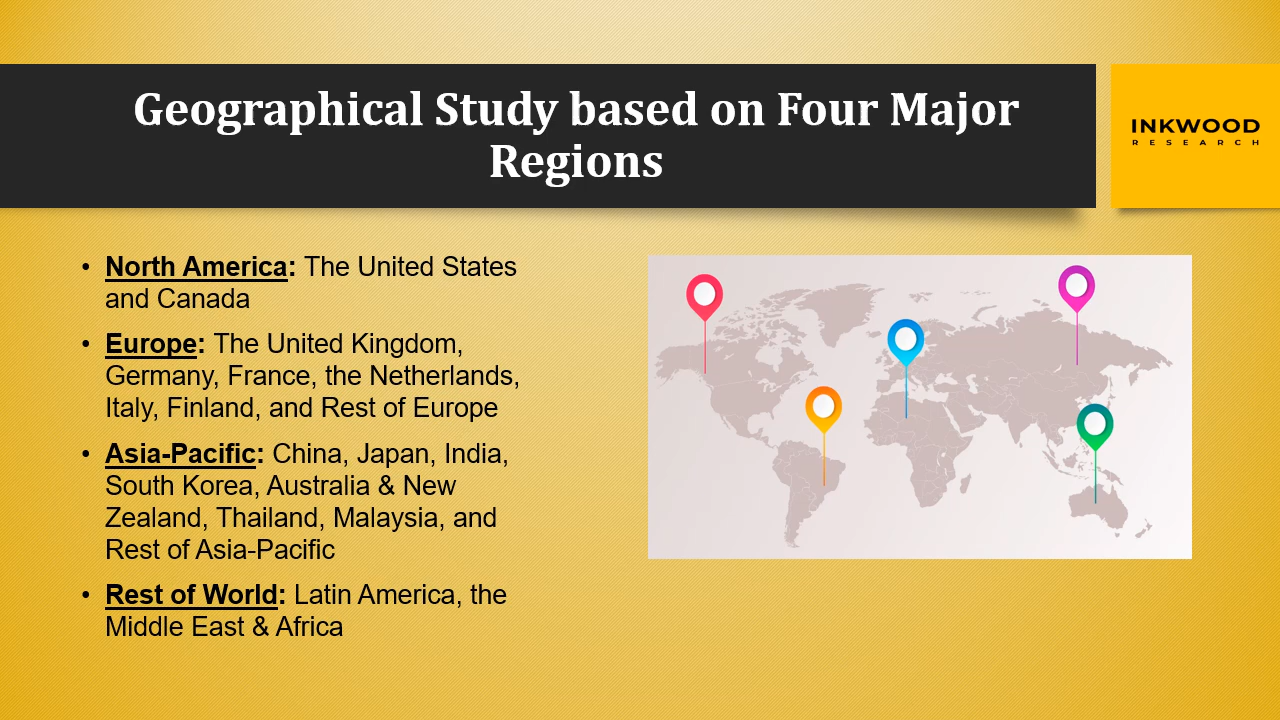 Geographical Study based on Four Major
Regions
INKWOOD
RESEARCH
• North America: The United States
and Canada
• Europe: The United Kingdom,
Germany, France, the Netherlands,
Italy, Finland, and Rest of Europe
• Asia-Pacific: China, Japan, India,
South Korea, Australia & New
Zealand, Thailand, Malaysia, and
Rest of Asia-Pacific
• Rest of World: Latin America, the
Middle East & Africa